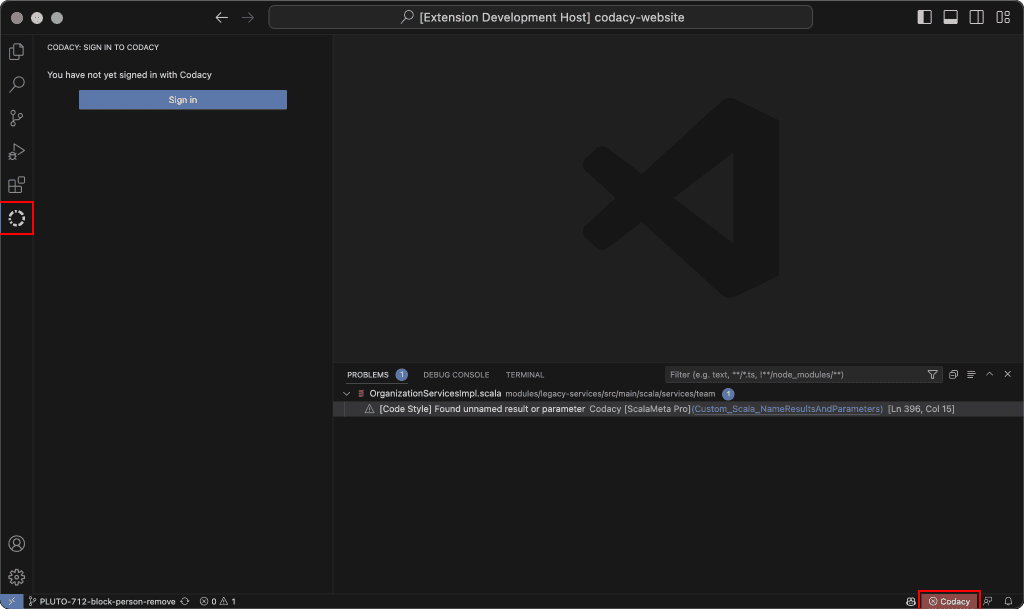 [Extension Development Host] codacy-website
CODACY: SIGN IN TO CODACY
You have not yet signed in with Codacy
Sign in
PROBLEMS 1 DEBUG CONSOLE TERMINAL Filter (e.g. text, **/*.ts, !**/node_modules/**)
OrganizationServicesImpl.scala modules/legacy-services/src/main/scala/services/team 1
[Code Style] Found unnamed result or parameter Codacy [ScalaMeta Pro](Custom_Scala_NameResultsAndParameters) [Ln 396, Col 15]
PLUTO-712-block-person-remove 0 1 Codacy